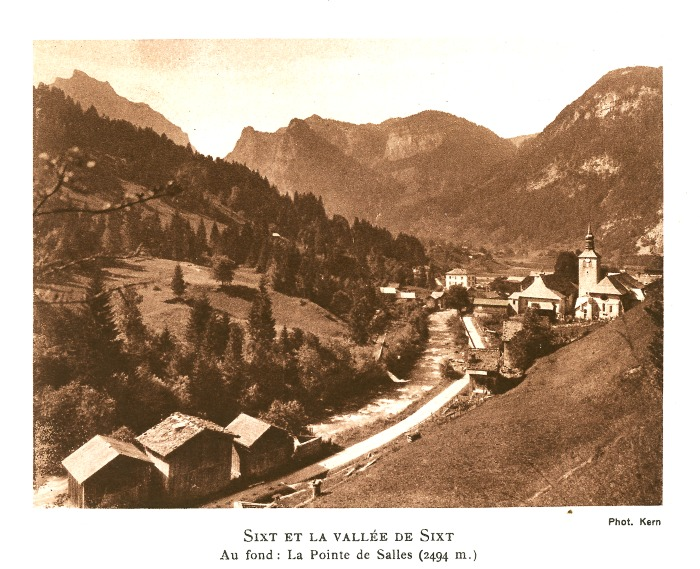 Phot. Kern
SIXT ET LA VALLÉE DE SIXT
Au fond : La Pointe de Salles (2494 m.)